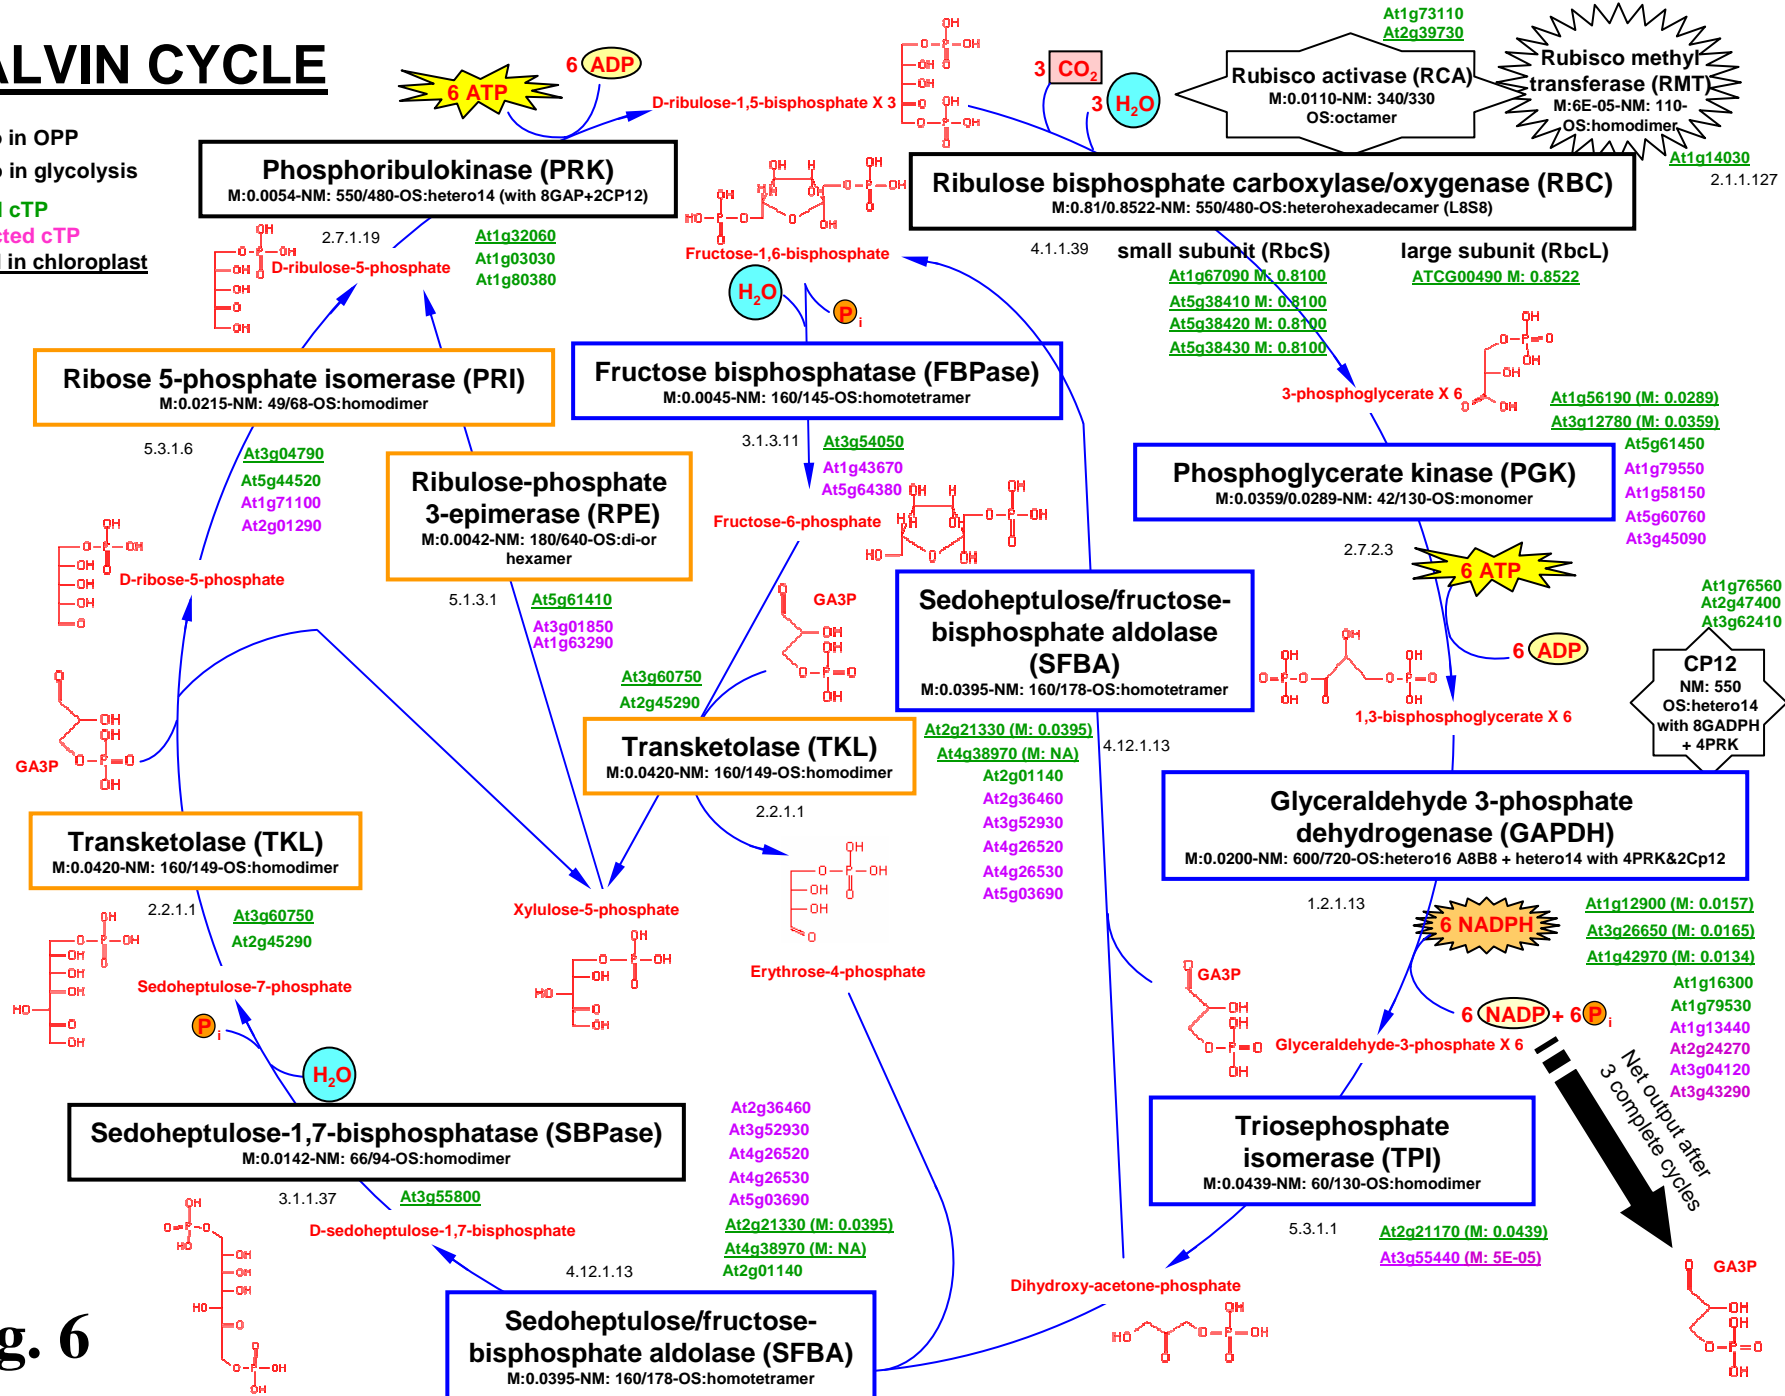 ALVIN CYCLE
o in OPP
o in glycolysis
d cTP
cted cTP
d in chloroplast
6 ATP
6 ADP
D-ribulose-1,5-bisphosphate X 3
3 CO2
3 H2O
At1g73110
At2g39730
Rubisco activase (RCA)
M:0.0110-NM: 340/330
OS:octamer
Rubisco methyl
transferase (RMT)
M:6E-05-NM: 110-
OS:homodimer
At1g14030
2.1.1.127
Phosphoribulokinase (PRK)
M:0.0054-NM: 550/480-OS:hetero14 (with 8GAP+2CP12)
Ribulose bisphosphate carboxylase/oxygenase (RBC)
M:0.81/0.8522-NM: 550/480-OS:heterohexadecamer (L8S8)
2.7.1.19
At1g32060
At1g03030
At1g80380
D-ribulose-5-phosphate
Fructose-1,6-bisphosphate
H2O
Pi
4.1.1.39
small subunit (RbcS)
At1g67090 M: 0.8100
At5g38410 M: 0.8100
At5g38420 M: 0.8100
At5g38430 M: 0.8100
large subunit (RbcL)
ATCG00490 M: 0.8522
Ribose 5-phosphate isomerase (PRI)
M:0.0215-NM: 49/68-OS:homodimer
Fructose bisphosphatase (FBPase)
M:0.0045-NM: 160/145-OS:homotetramer
3-phosphoglycerate X 6
At1g56190 (M: 0.0289)
At3g12780 (M: 0.0359)
At5g61450
At1g79550
At1g58150
At5g60760
At3g45090
5.3.1.6
At3g04790
At5g44520
At1g71100
At2g01290
Ribulose-phosphate
3-epimerase (RPE)
M:0.0042-NM: 180/640-OS:di-or
hexamer
3.1.3.11
At3g54050
At1g43670
At5g64380
Phosphoglycerate kinase (PGK)
M:0.0359/0.0289-NM: 42/130-OS:monomer
Fructose-6-phosphate
2.7.2.3
6 ATP
6 ADP
D-ribose-5-phosphate
5.1.3.1
At5g61410
At3g01850
At1g63290
GA3P
Sedoheptulose/fructose-
bisphosphate aldolase
(SFBA)
M:0.0395-NM: 160/178-OS:homotetramer
At1g76560
At2g47400
At3g62410
CP12
NM: 550
OS:hetero14
with 8GADPH
+ 4PRK
1,3-bisphosphoglycerate X 6
At3g60750
At2g45290
GA3P
Transketolase (TKL)
M:0.0420-NM: 160/149-OS:homodimer
At2g21330 (M: 0.0395)
At4g38970 (M: NA)
At2g01140
At2g36460
At3g52930
At4g26520
At4g26530
At5g03690
4.12.1.13
Glyceraldehyde 3-phosphate
dehydrogenase (GAPDH)
M:0.0200-NM: 600/720-OS:hetero16 A8B8 + hetero14 with 4PRK&2Cp12
Transketolase (TKL)
M:0.0420-NM: 160/149-OS:homodimer
2.2.1.1
2.2.1.1
At3g60750
At2g45290
Xylulose-5-phosphate
Erythrose-4-phosphate
1.2.1.13
6 NADPH
6 NADP + 6 Pi
At1g12900 (M: 0.0157)
At3g26650 (M: 0.0165)
At1g42970 (M: 0.0134)
At1g16300
At1g79530
At1g13440
At2g24270
At3g04120
At3g43290
Sedoheptulose-7-phosphate
Pi
H2O
GA3P
Glyceraldehyde-3-phosphate X 6
Net output after
3 complete cycles
Sedoheptulose-1,7-bisphosphatase (SBPase)
M:0.0142-NM: 66/94-OS:homodimer
At2g36460
At3g52930
At4g26520
At4g26530
At5g03690
At2g21330 (M: 0.0395)
At4g38970 (M: NA)
At2g01140
Triosephosphate
isomerase (TPI)
M:0.0439-NM: 60/130-OS:homodimer
3.1.1.37
At3g55800
D-sedoheptulose-1,7-bisphosphate
5.3.1.1
At2g21170 (M: 0.0439)
At3g55440 (M: 5E-05)
4.12.1.13
Dihydroxy-acetone-phosphate
GA3P
Sedoheptulose/fructose-
bisphosphate aldolase (SFBA)
M:0.0395-NM: 160/178-OS:homotetramer
g. 6